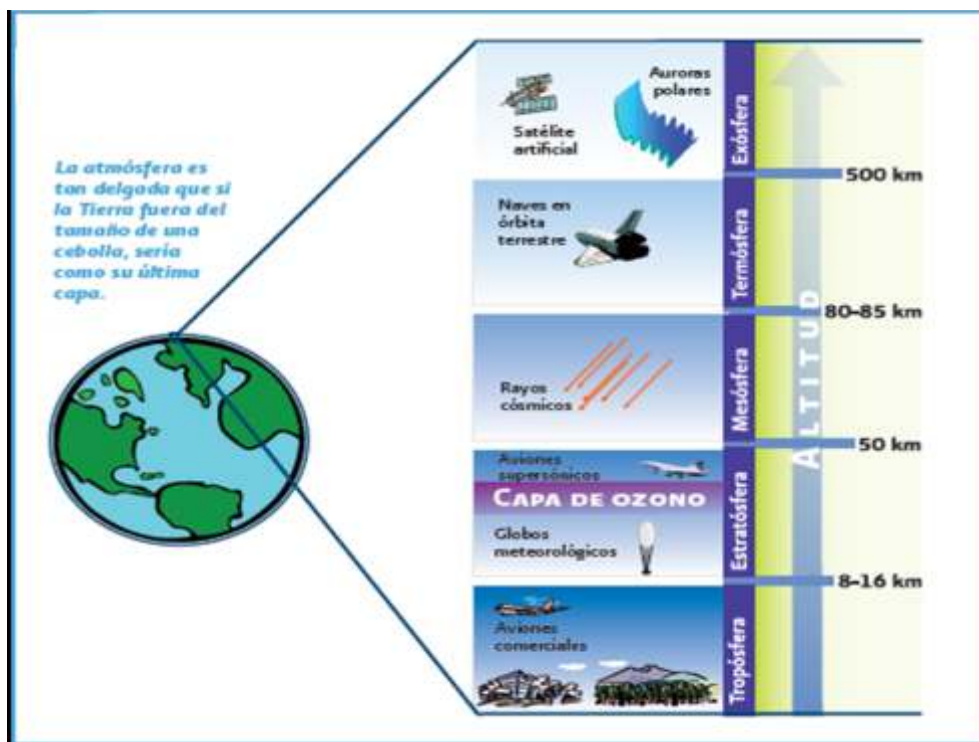 La atmósfera es
tan delgada que si
la Tierra fuera del
tamaño de una
cebolla, sería
como su última
capa.
Satélite
artificial
Auroras
polares
Exósfera
500 km
Naves en
órbita
terrestre
Termósfera
80–85 km
Rayos
cósmicos
Mesósfera
50 km
Aviones
supersónicos
CAPA DE OZONO
Globos
meteorológicos
Estratósfera
8–16 km
Aviones
comerciales
Tropósfera
ALTITUD